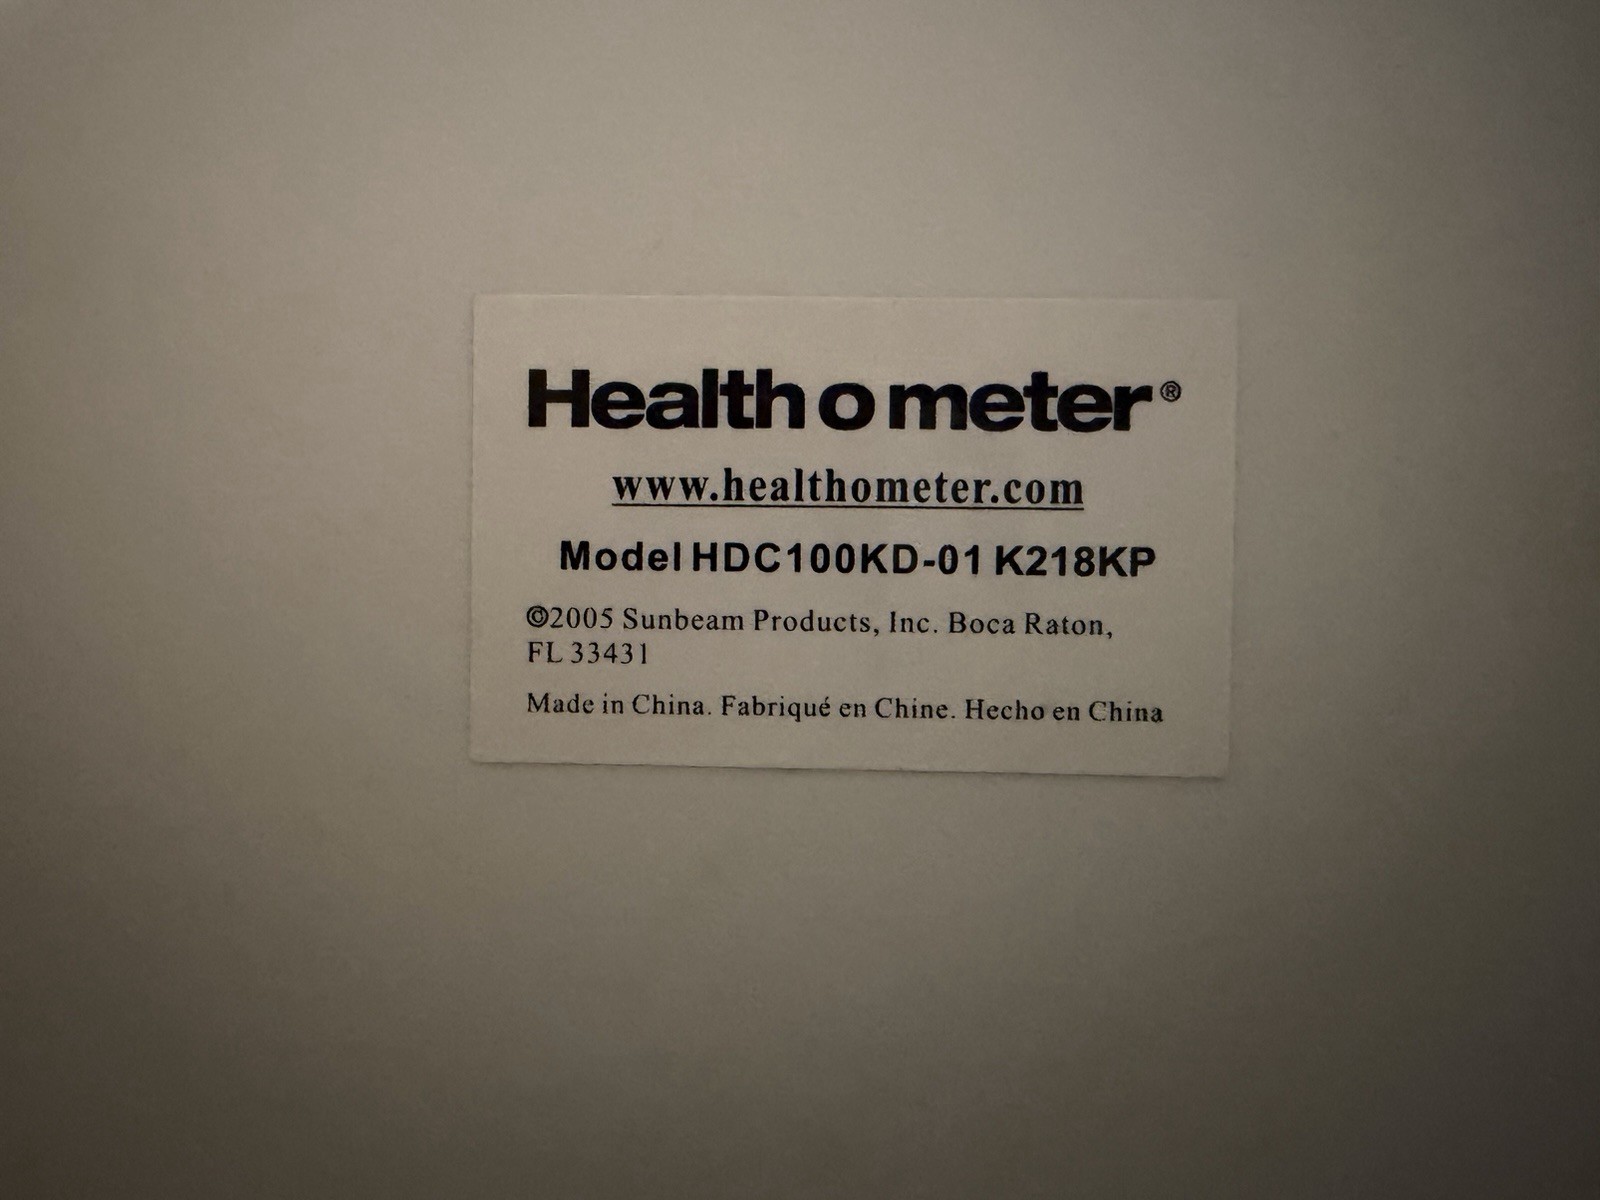 Health o meter®
www.healthometer.com
Model HDC100KD-01 K218KP
©2005 Sunbeam Products, Inc. Boca Raton,
FL 33431
Made in China. Fabriqué en Chine. Hecho en China